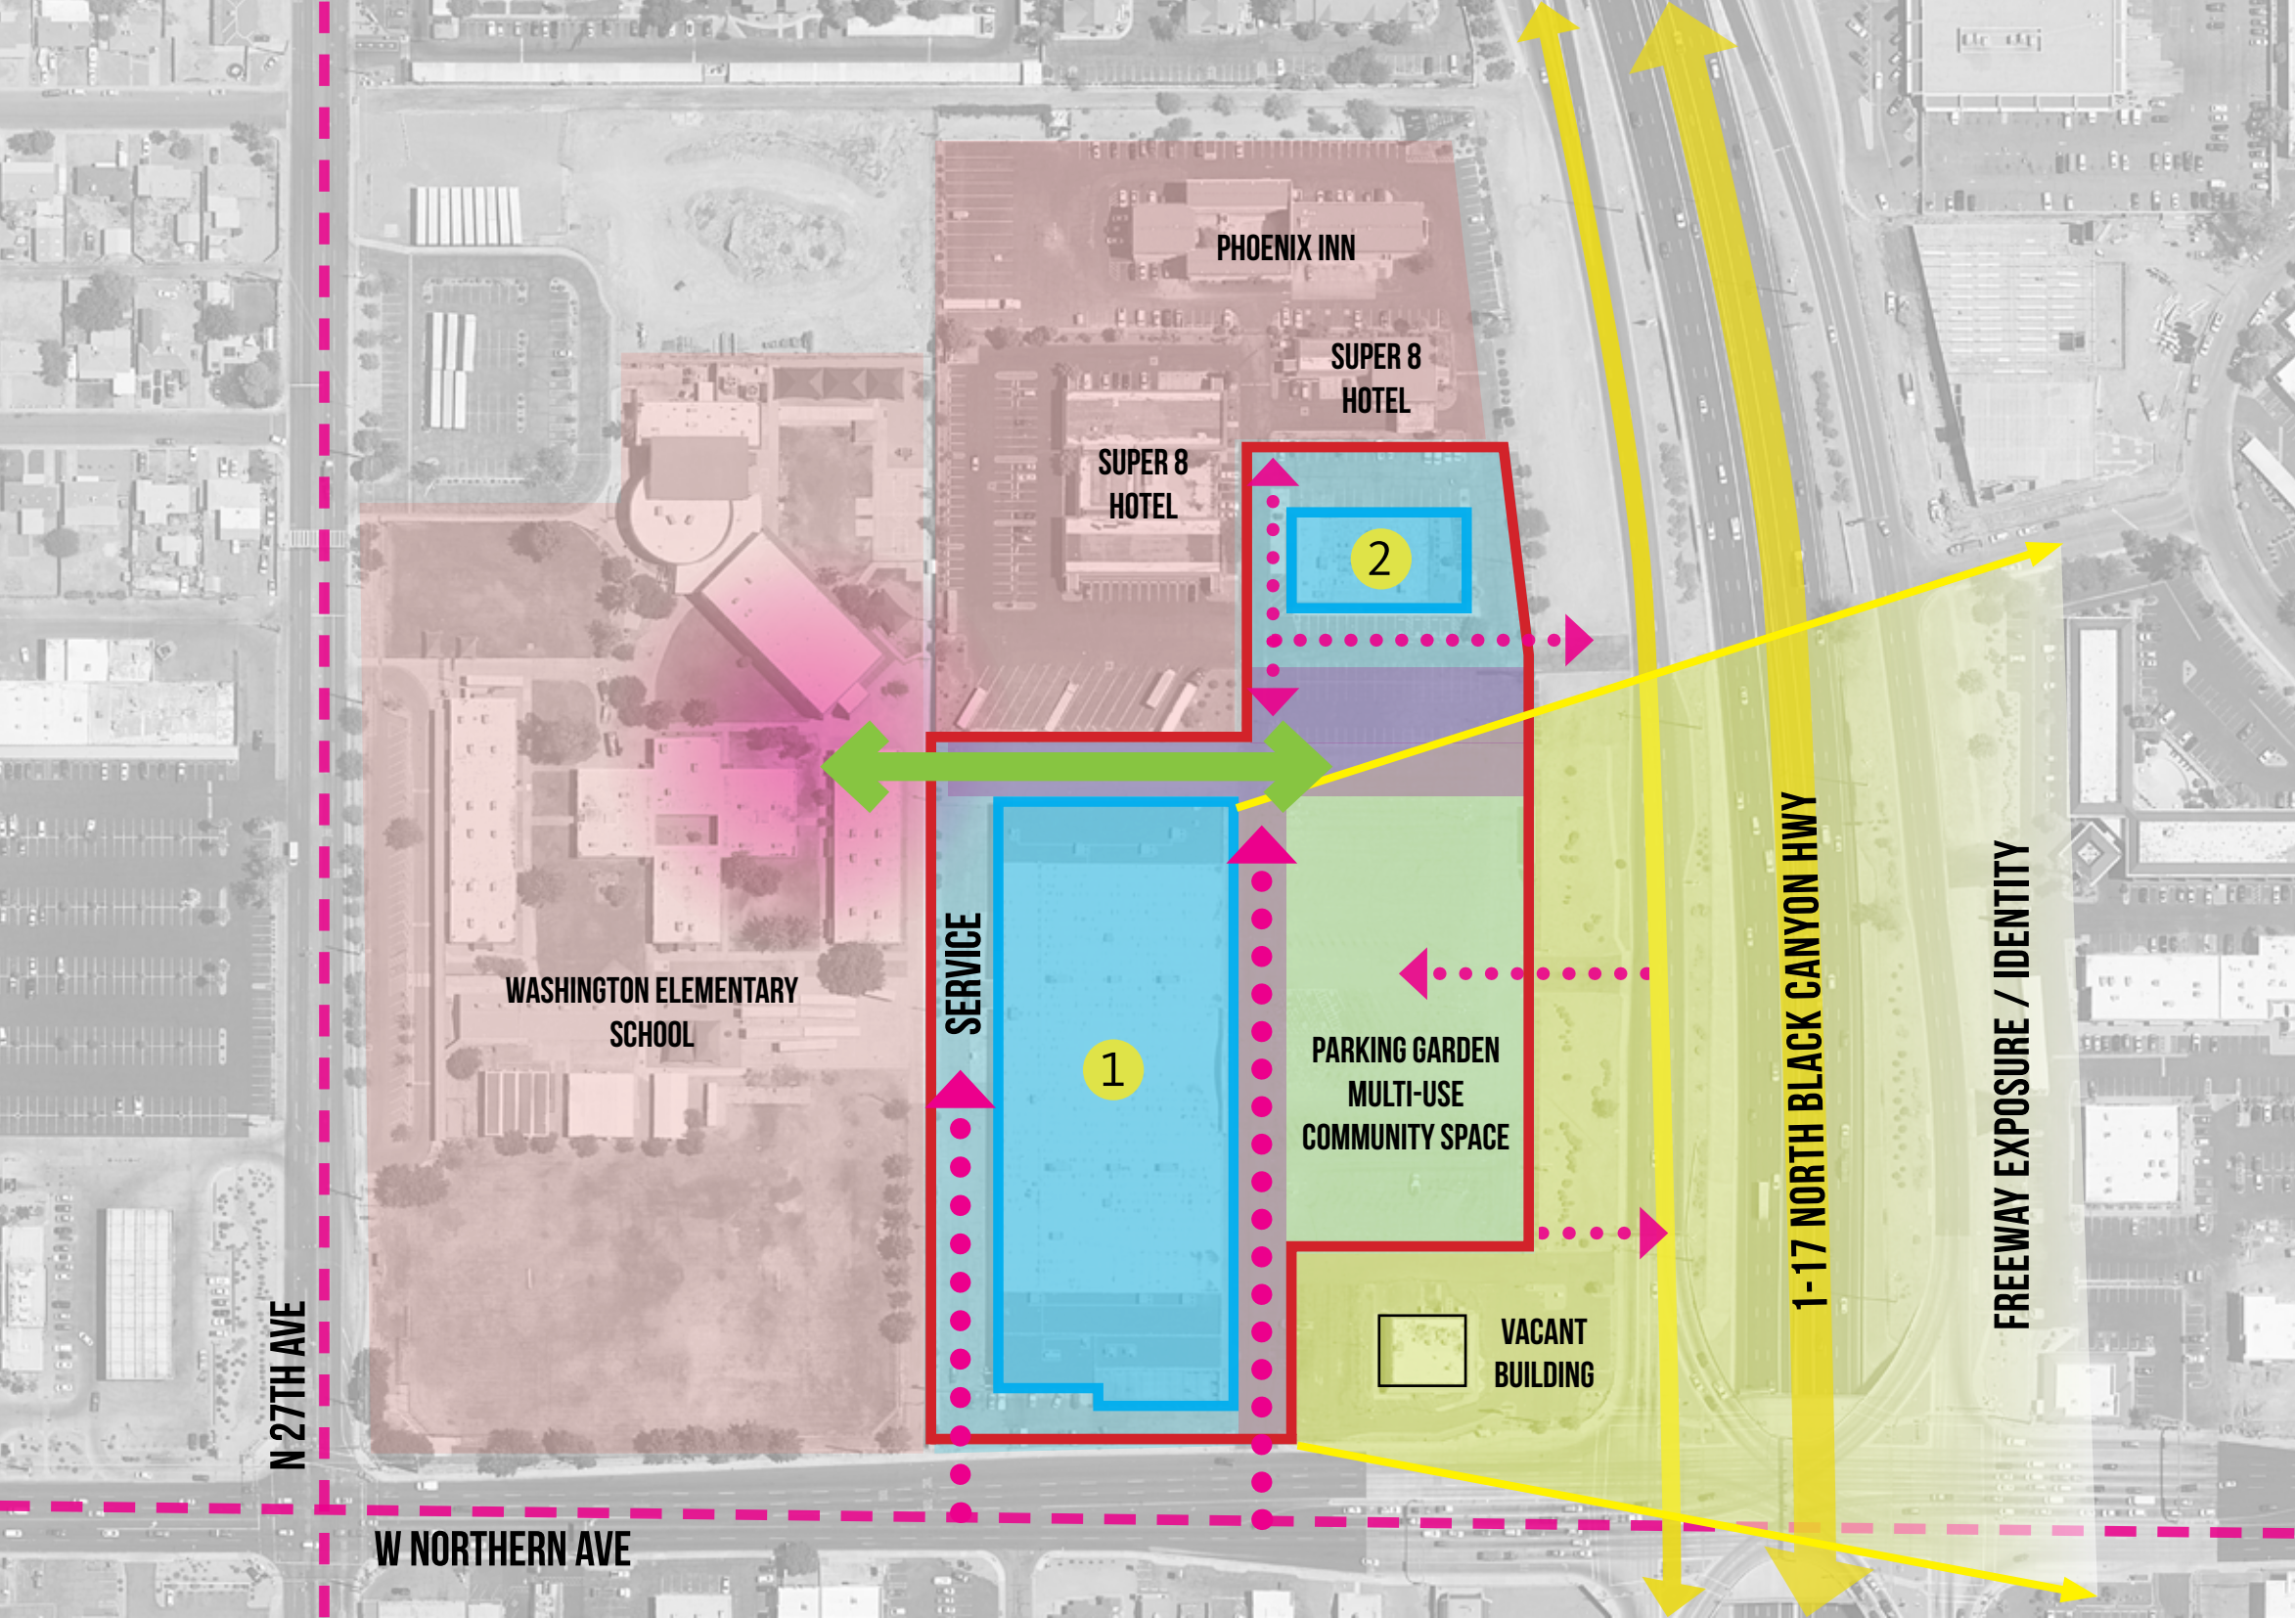 PHOENIX INN
SUPER 8
HOTEL
SUPER 8
HOTEL
2
WASHINGTON ELEMENTARY
SCHOOL
SERVICE
1
PARKING GARDEN
MULTI-USE
COMMUNITY SPACE
1-17 NORTH BLACK CANYON HWY
FREEWAY EXPOSURE / IDENTITY
VACANT
BUILDING
N 27TH AVE
W NORTHERN AVE